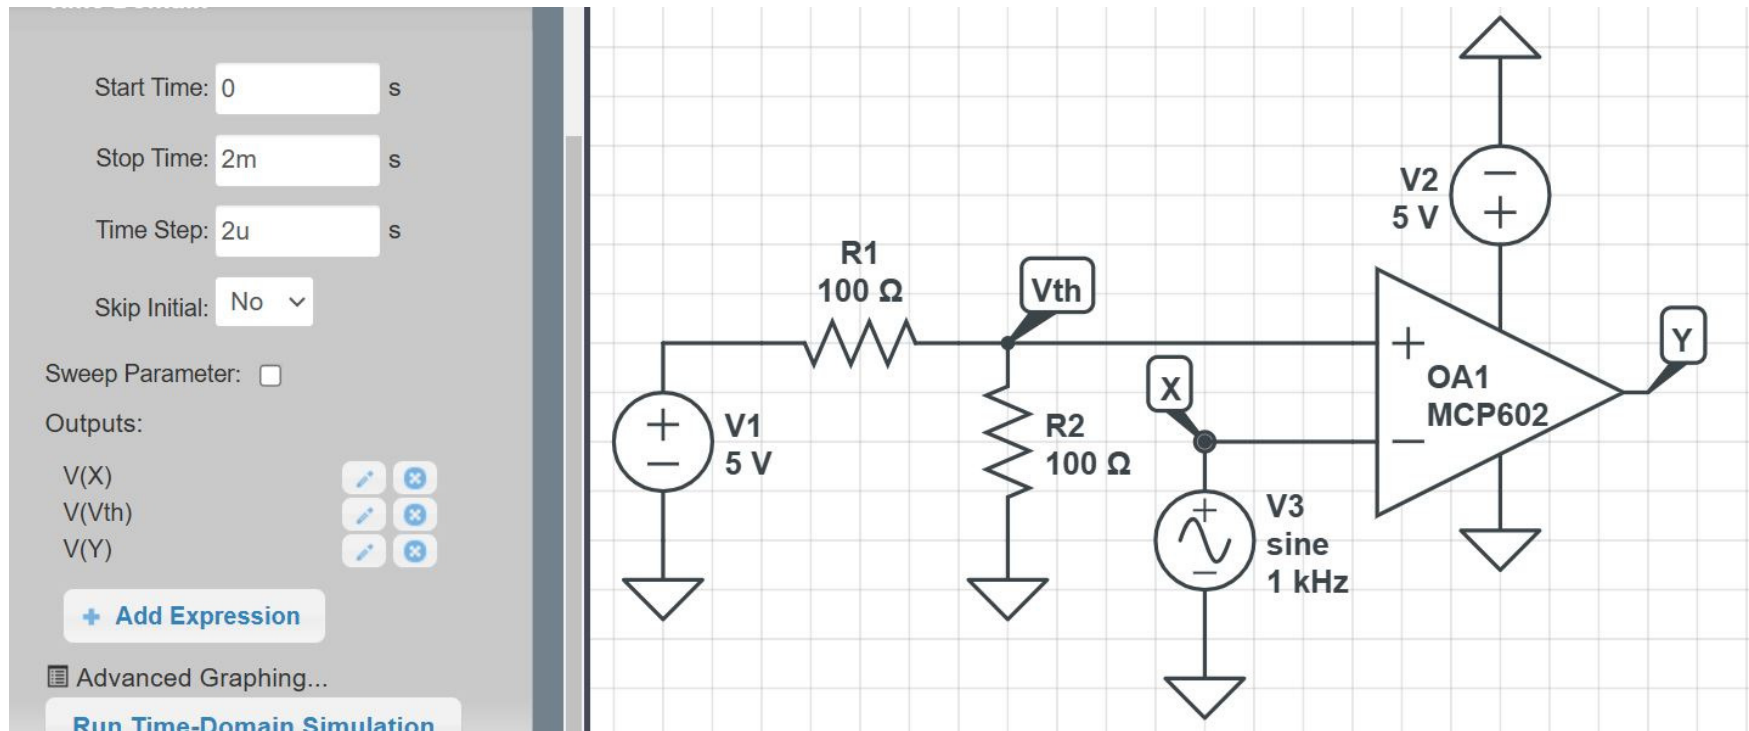 Start Time: 0 s
Stop Time: 2m s
Time Step: 2u s
Skip Initial: No
Sweep Parameter:
Outputs:
V(X)
V(Vth)
V(Y)
+ Add Expression
Advanced Graphing...
Run Time-Domain Simulation
V1
5 V
R1
100 Ω
Vth
R2
100 Ω
X
V3
sine
1 kHz
V2
5 V
OA1
MCP602
Y